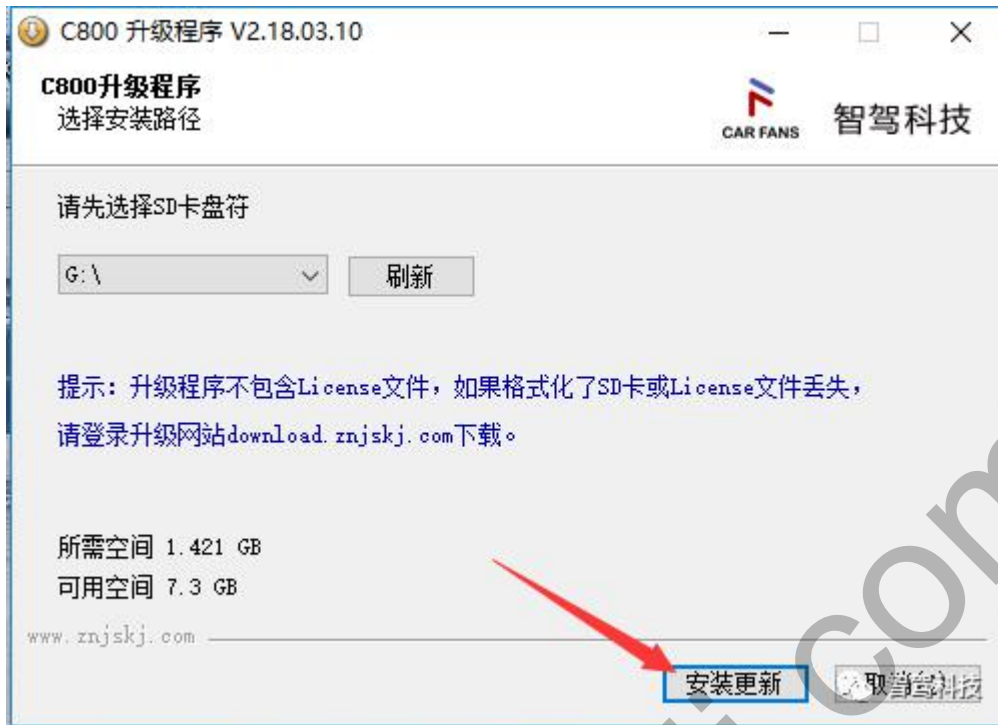 C800 升级程序 V2.18.03.10
C800升级程序
选择安装路径
CAR FANS
智驾科技
请先选择SD卡盘符
G:\
刷新
提示：升级程序不包含License文件，如果格式化了SD卡或License文件丢失，
请登录升级网站download.znjskj.com下载。
所需空间 1.421 GB
可用空间 7.3 GB
www.znjskj.com
安装更新
智驾科技